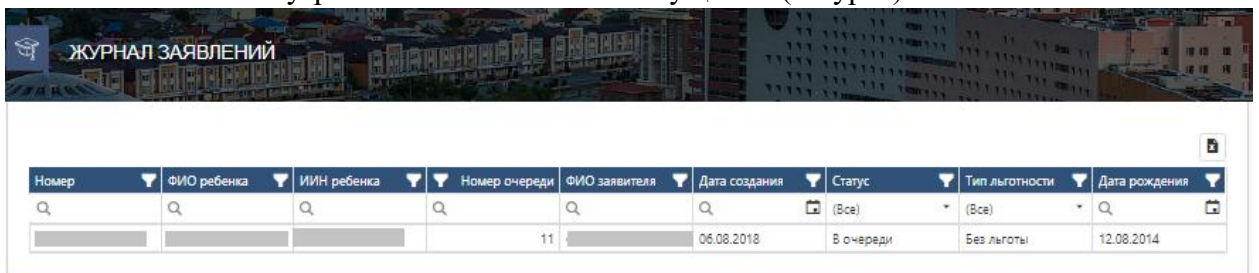 ЖУРНАЛ ЗАЯВЛЕНИЙ
Номер ФИО ребенка ИИН ребенка Номер очереди ФИО заявителя Дата создания Статус Тип льготности Дата рождения
(Все) (Все)
11 06.08.2018 В очереди Без льготы 12.08.2014